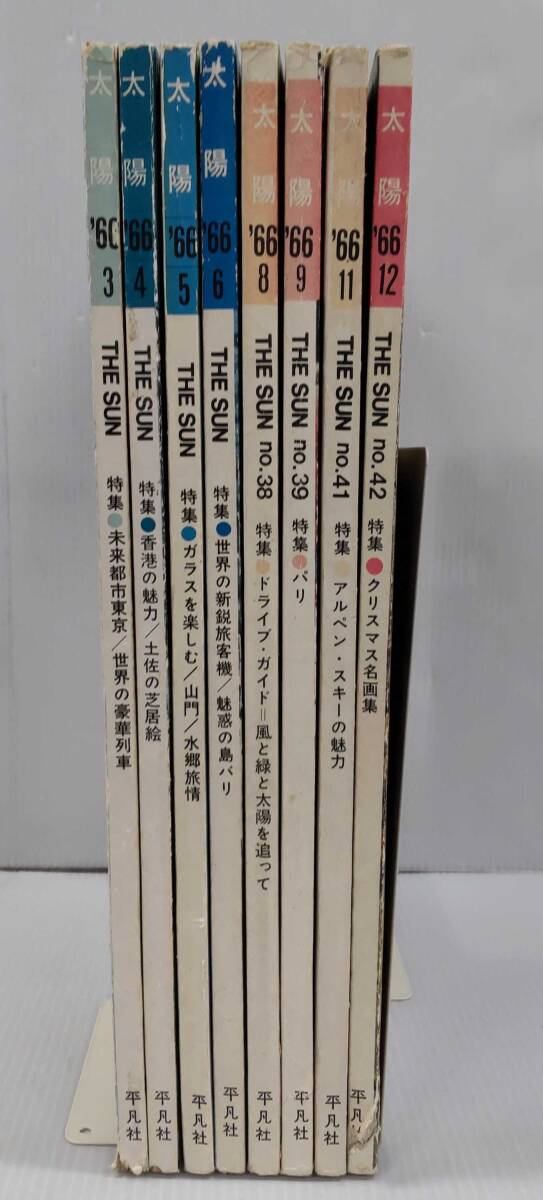 太陽 '66 3 THE SUN 特集●未来都市東京/世界の豪華列車 平凡社
太陽 '66 4 THE SUN 特集●香港の魅力/土佐の芝居絵 平凡社
太陽 '66 5 THE SUN 特集●ガラスを楽しむ/山門/水郷旅情 平凡社
太陽 '66 6 THE SUN 特集●世界の新鋭旅客機/魅惑の島バリ 平凡社
太陽 '66 8 THE SUN no.38 特集●ドライブ・ガイド＝風と緑と太陽を追って 平凡社
太陽 '66 9 THE SUN no.39 特集●パリ 平凡社
太陽 '66 11 THE SUN no.41 特集●アルペン・スキーの魅力 平凡社
太陽 '66 12 THE SUN no.42 特集●クリスマス名画集 平凡社